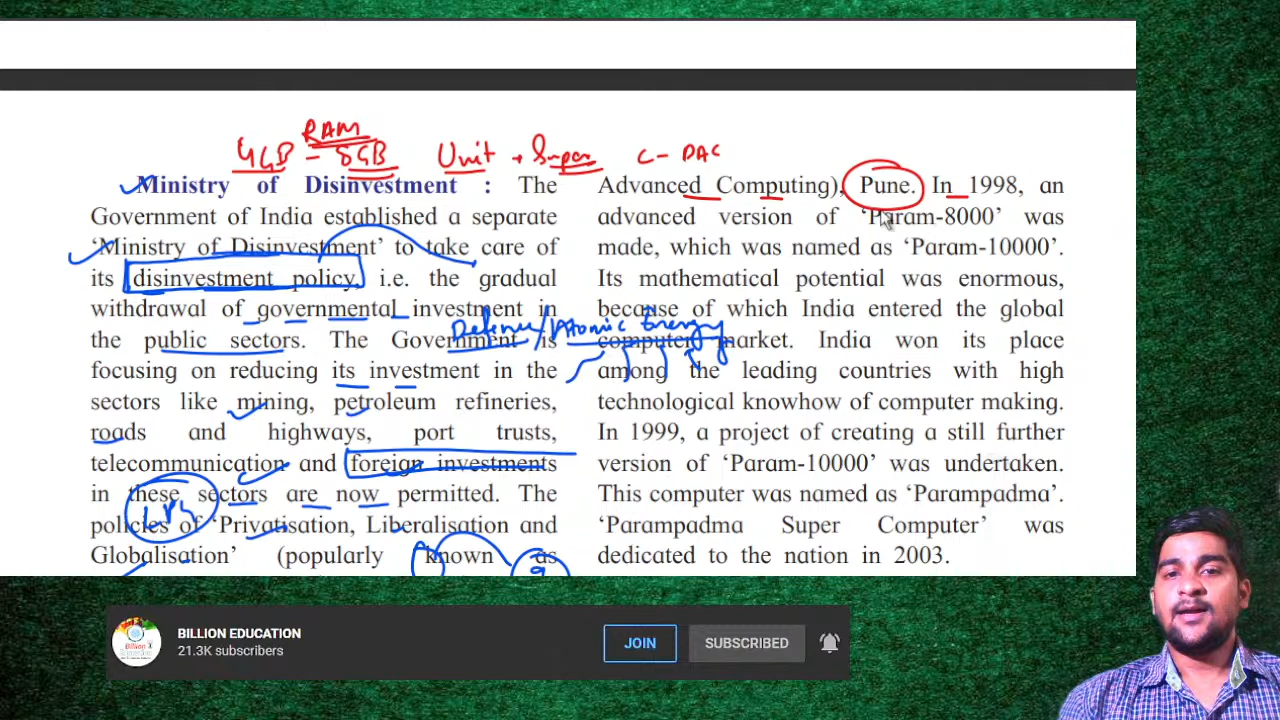 RAM
4GB - 8GB Unit + Super C-DAC
Ministry of Disinvestment : The
Government of India established a separate
‘Ministry of Disinvestment’ to take care of
its disinvestment policy, i.e. the gradual
withdrawal of governmental investment in
the public sectors. The Government is
focusing on reducing its investment in the
sectors like mining, petroleum refineries,
roads and highways, port trusts,
telecommunication and foreign investments
in these sectors are now permitted. The
policies of ‘Privatisation, Liberalisation and
Globalisation’ (popularly known as
Defence/Atomic Energy
LPG
Advanced Computing), Pune. In 1998, an
advanced version of ‘Param-8000’ was
made, which was named as ‘Param-10000’.
Its mathematical potential was enormous,
because of which India entered the global
computer market. India won its place
among the leading countries with high
technological knowhow of computer making.
In 1999, a project of creating a still further
version of ‘Param-10000’ was undertaken.
This computer was named as ‘Parampadma’.
‘Parampadma Super Computer’ was
dedicated to the nation in 2003.
Billion
BILLION EDUCATION
21.3K subscribers
JOIN
SUBSCRIBED